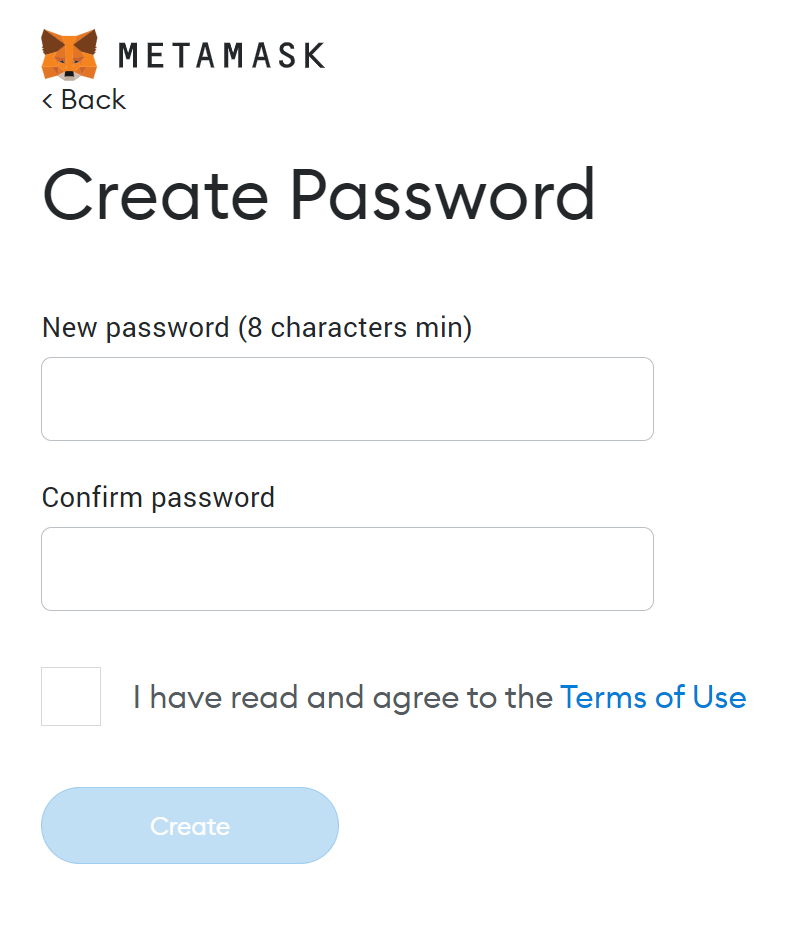 METAMASK
< Back
Create Password
New password (8 characters min)
Confirm password
I have read and agree to the Terms of Use
Create